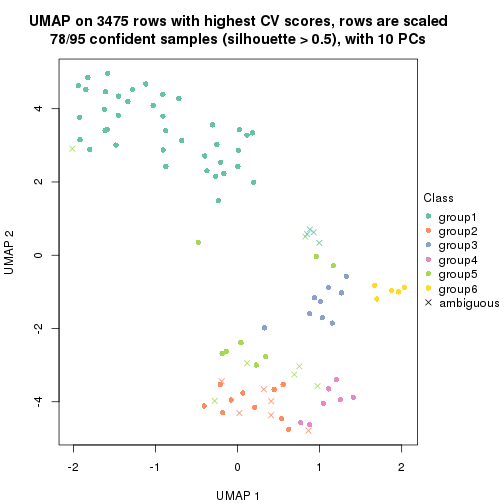 UMAP on 3475 rows with highest CV scores, rows are scaled
78/95 confident samples (silhouette > 0.5), with 10 PCs
UMAP 2
4
2
0
-2
-4
-2
-1
0
1
2
UMAP 1
Class
group1
group2
group3
group4
group5
group6
ambiguous